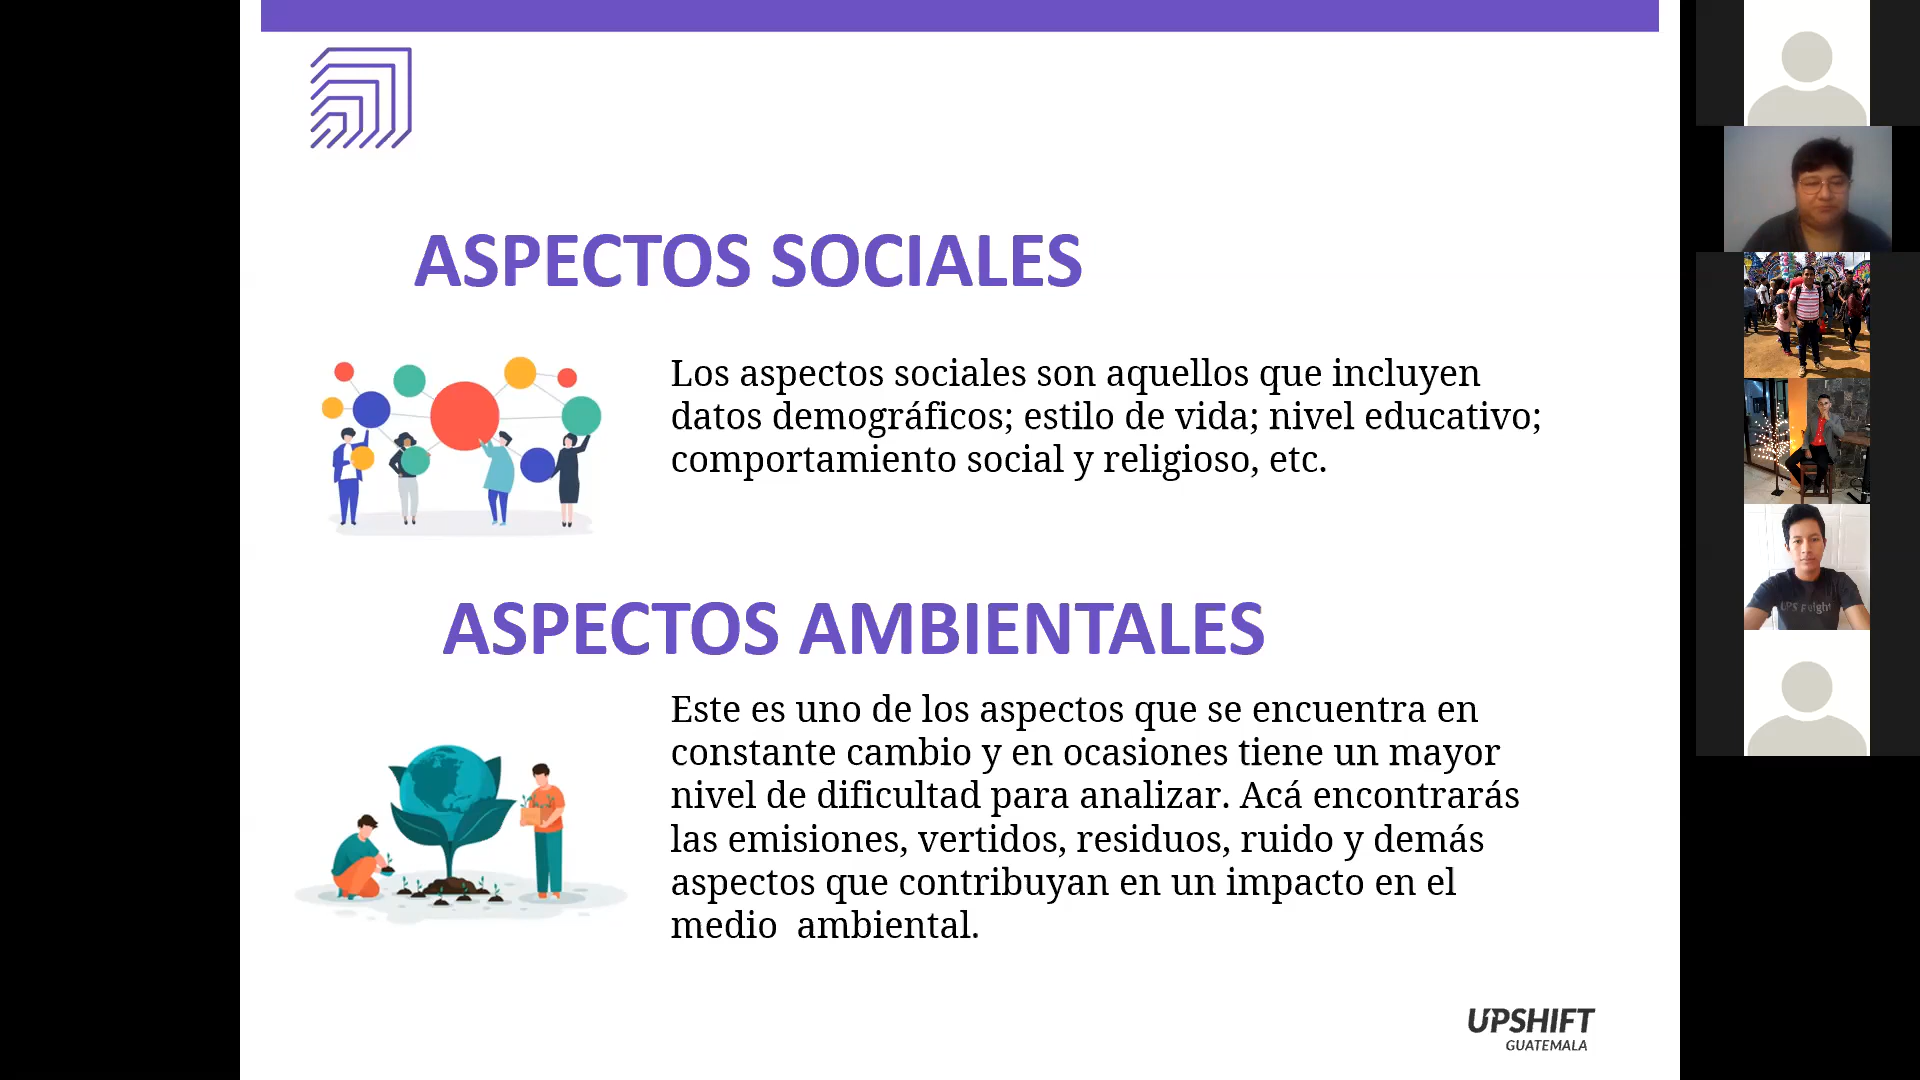 ASPECTOS SOCIALES
Los aspectos sociales son aquellos que incluyen
datos demográficos; estilo de vida; nivel educativo;
comportamiento social y religioso, etc.
ASPECTOS AMBIENTALES
Este es uno de los aspectos que se encuentra en
constante cambio y en ocasiones tiene un mayor
nivel de dificultad para analizar. Acá encontrarás
las emisiones, vertidos, residuos, ruido y demás
aspectos que contribuyan en un impacto en el
medio  ambiental.
UPSHIFT
GUATEMALA